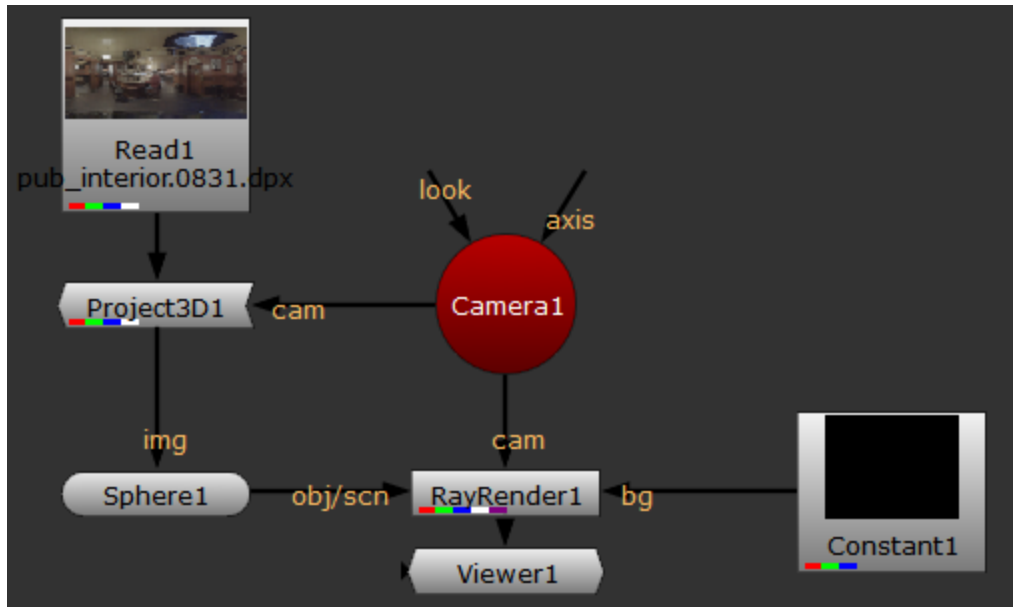 Read1
pub_interior.0831.dpx
look
axis
Project3D1
cam
Camera1
img
cam
Sphere1
obj/scn
RayRender1
bg
Constant1
Viewer1